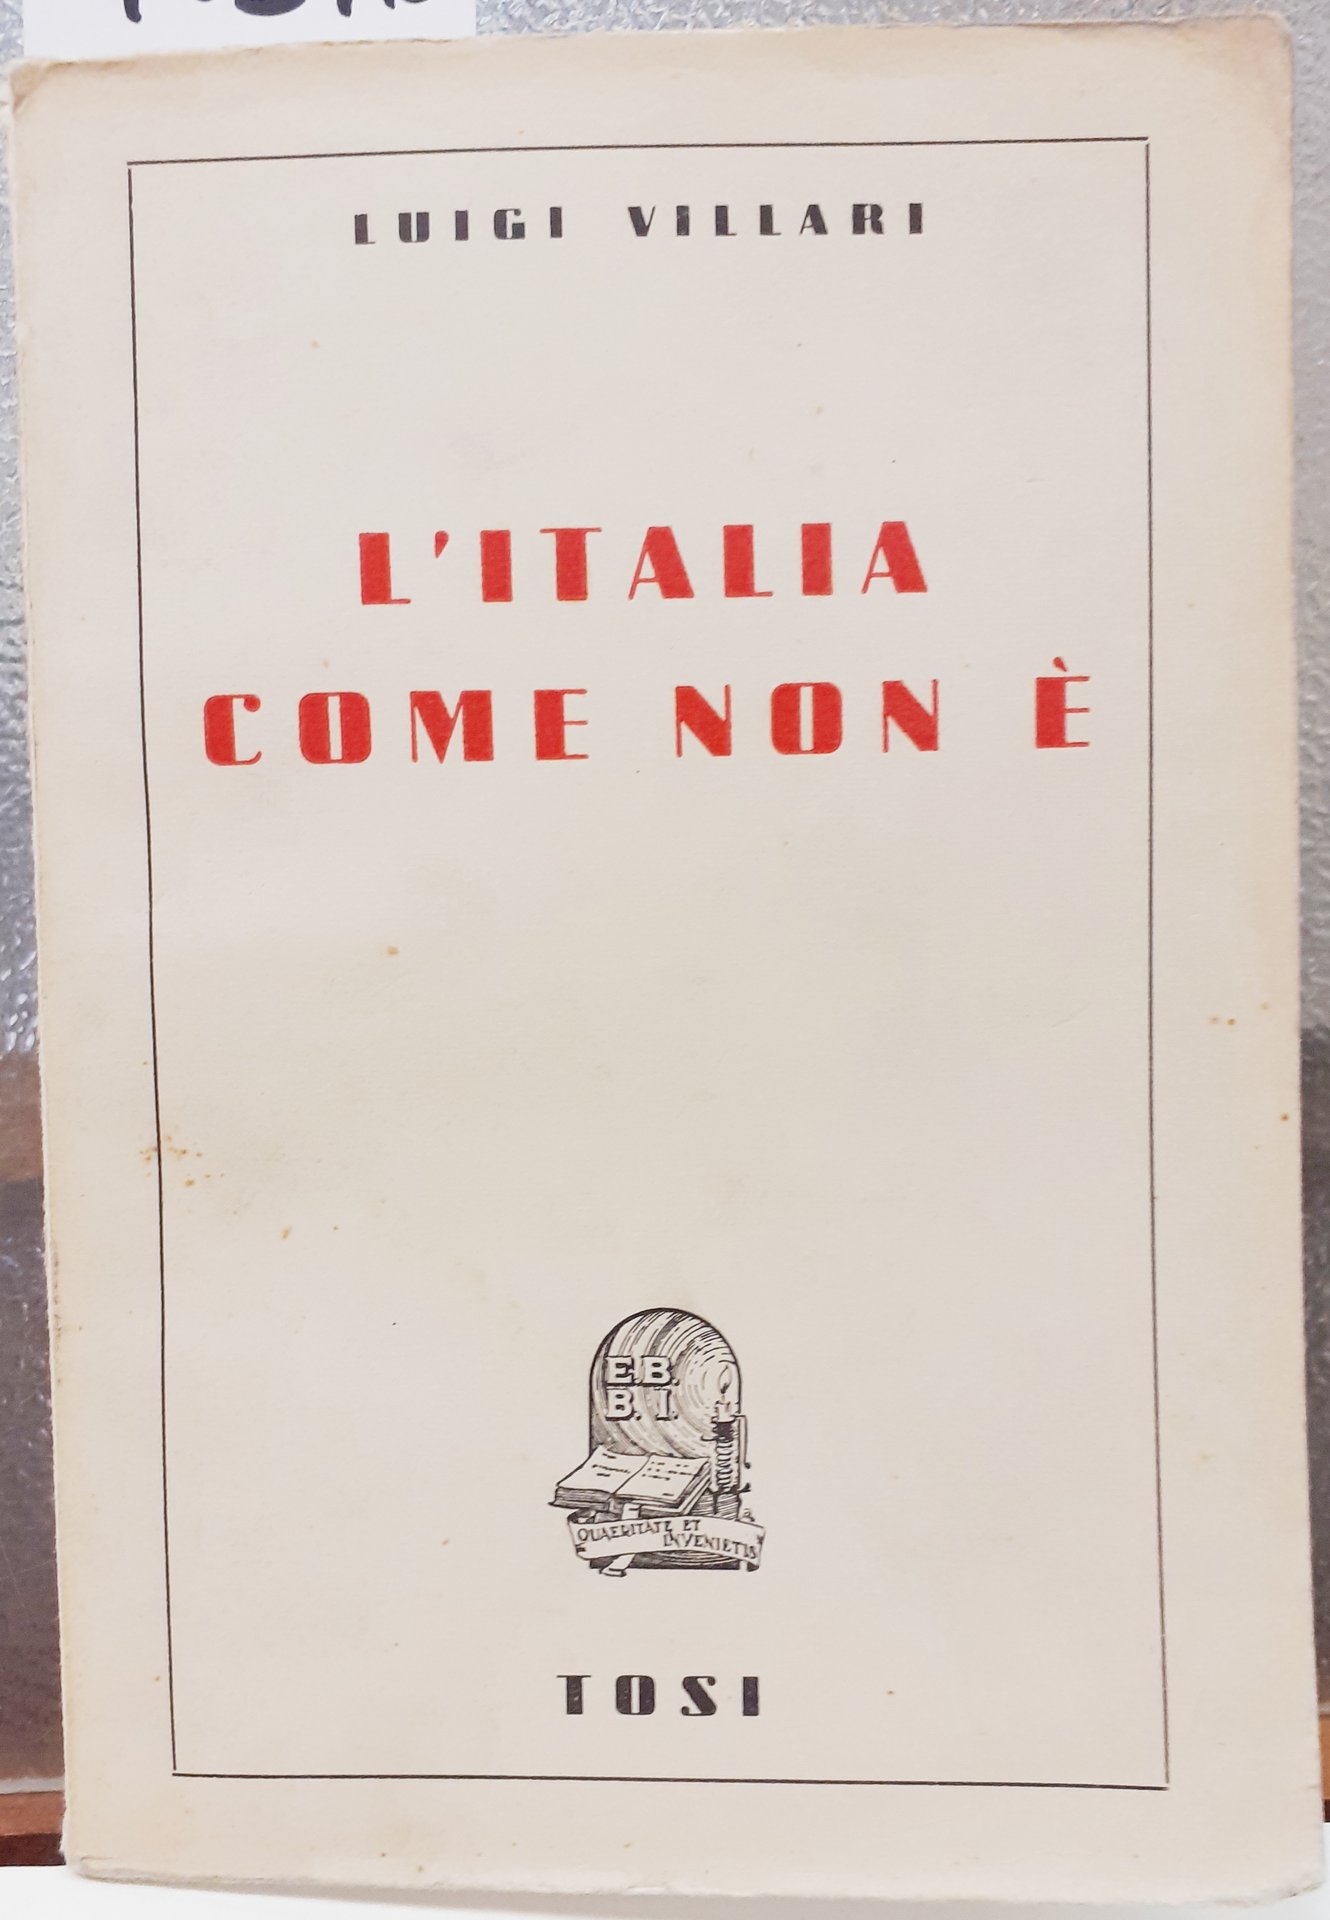 LUIGI VILLARI
L'ITALIA
COME NON È
E.B.
B.I.
QUAERITATE ET
INVENIETIS
TOSI